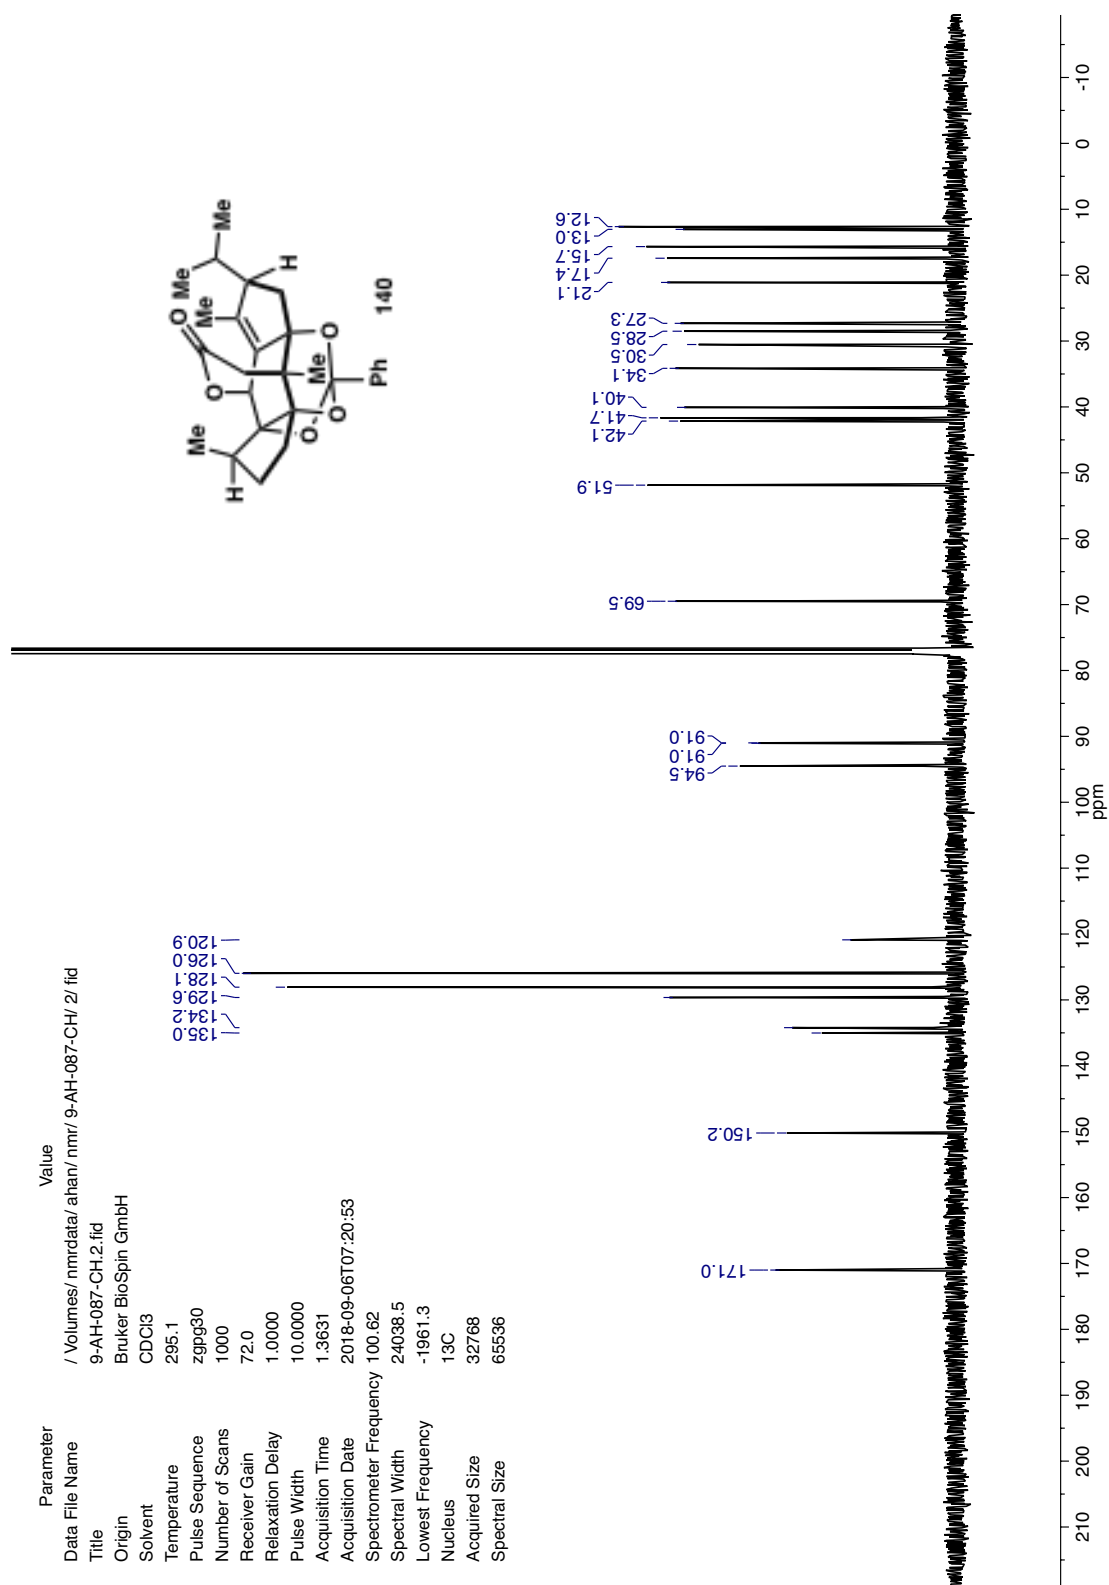 Parameter Value
Data File Name / Volumes/ nmrdata/ ahan/ nmr/ 9-AH-087-CH/ 2/ fid
Title 9-AH-087-CH.2.fid
Origin Bruker BioSpin GmbH
Solvent CDCl3
Temperature 295.1
Pulse Sequence zgpg30
Number of Scans 1000
Receiver Gain 72.0
Relaxation Delay 1.0000
Pulse Width 10.0000
Acquisition Time 1.3631
Acquisition Date 2018-09-06T07:20:53
Spectrometer Frequency 100.62
Spectral Width 24038.5
Lowest Frequency -1961.3
Nucleus 13C
Acquired Size 32768
Spectral Size 65536
Me
H
O
O
Me
Me
Me
H
Me
O
O
O
Ph
140
171.0
150.2
135.0
134.2
129.6
128.1
126.0
120.9
94.5
91.0
91.0
69.5
51.9
42.1
41.7
40.1
34.1
30.5
28.5
27.3
21.1
17.4
15.7
13.0
12.6
210 200 190 180 170 160 150 140 130 120 110 100 90 80 70 60 50 40 30 20 10 0 -10
ppm